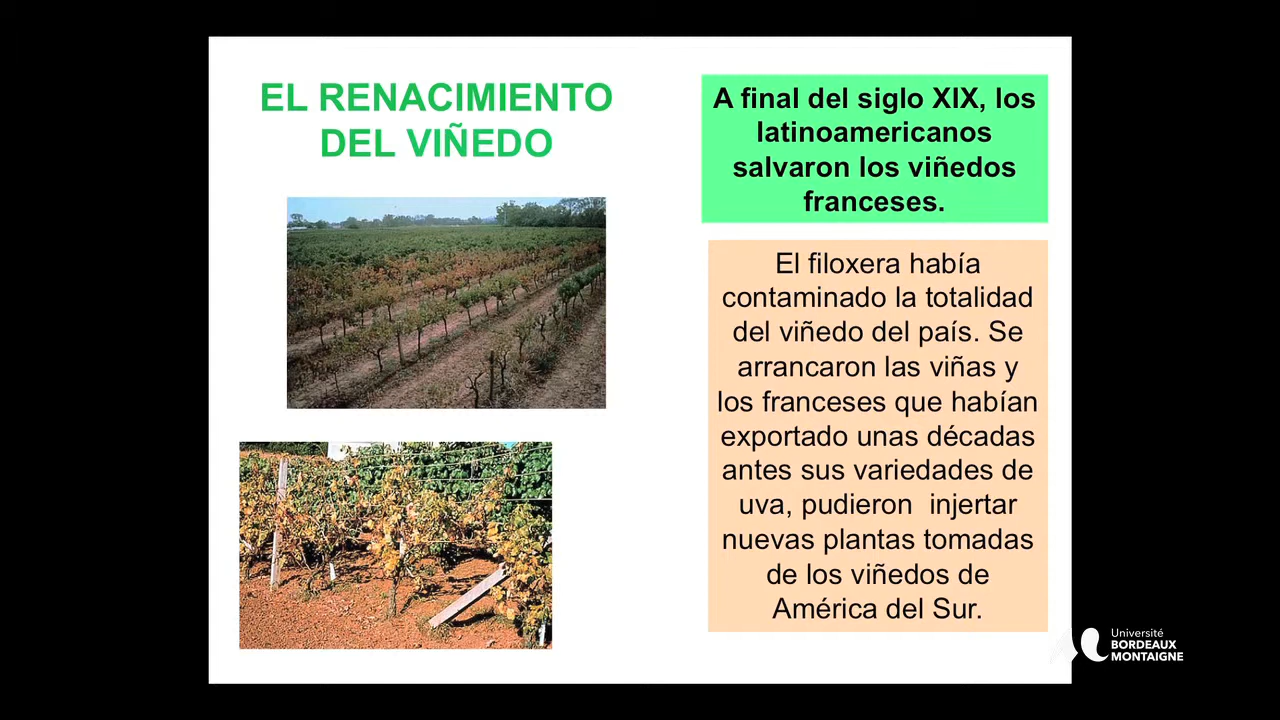 EL RENACIMIENTO
DEL VIÑEDO
A final del siglo XIX, los
latinoamericanos
salvaron los viñedos
franceses.
El filoxera había
contaminado la totalidad
del viñedo del país. Se
arrancaron las viñas y
los franceses que habían
exportado unas décadas
antes sus variedades de
uva, pudieron  injertar
nuevas plantas tomadas
de los viñedos de
América del Sur.
Université
BORDEAUX
MONTAIGNE